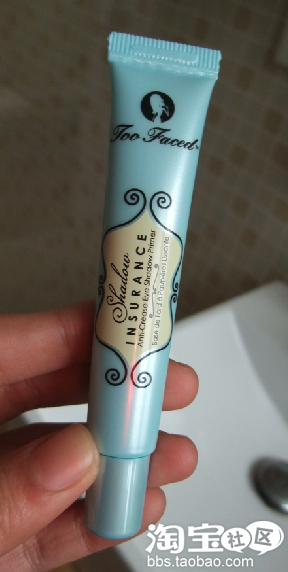 Too Faced
Shadow
INSURANCE
Anti-Crease Eye Shadow Primer
淘宝社区
bbs.taobao.com